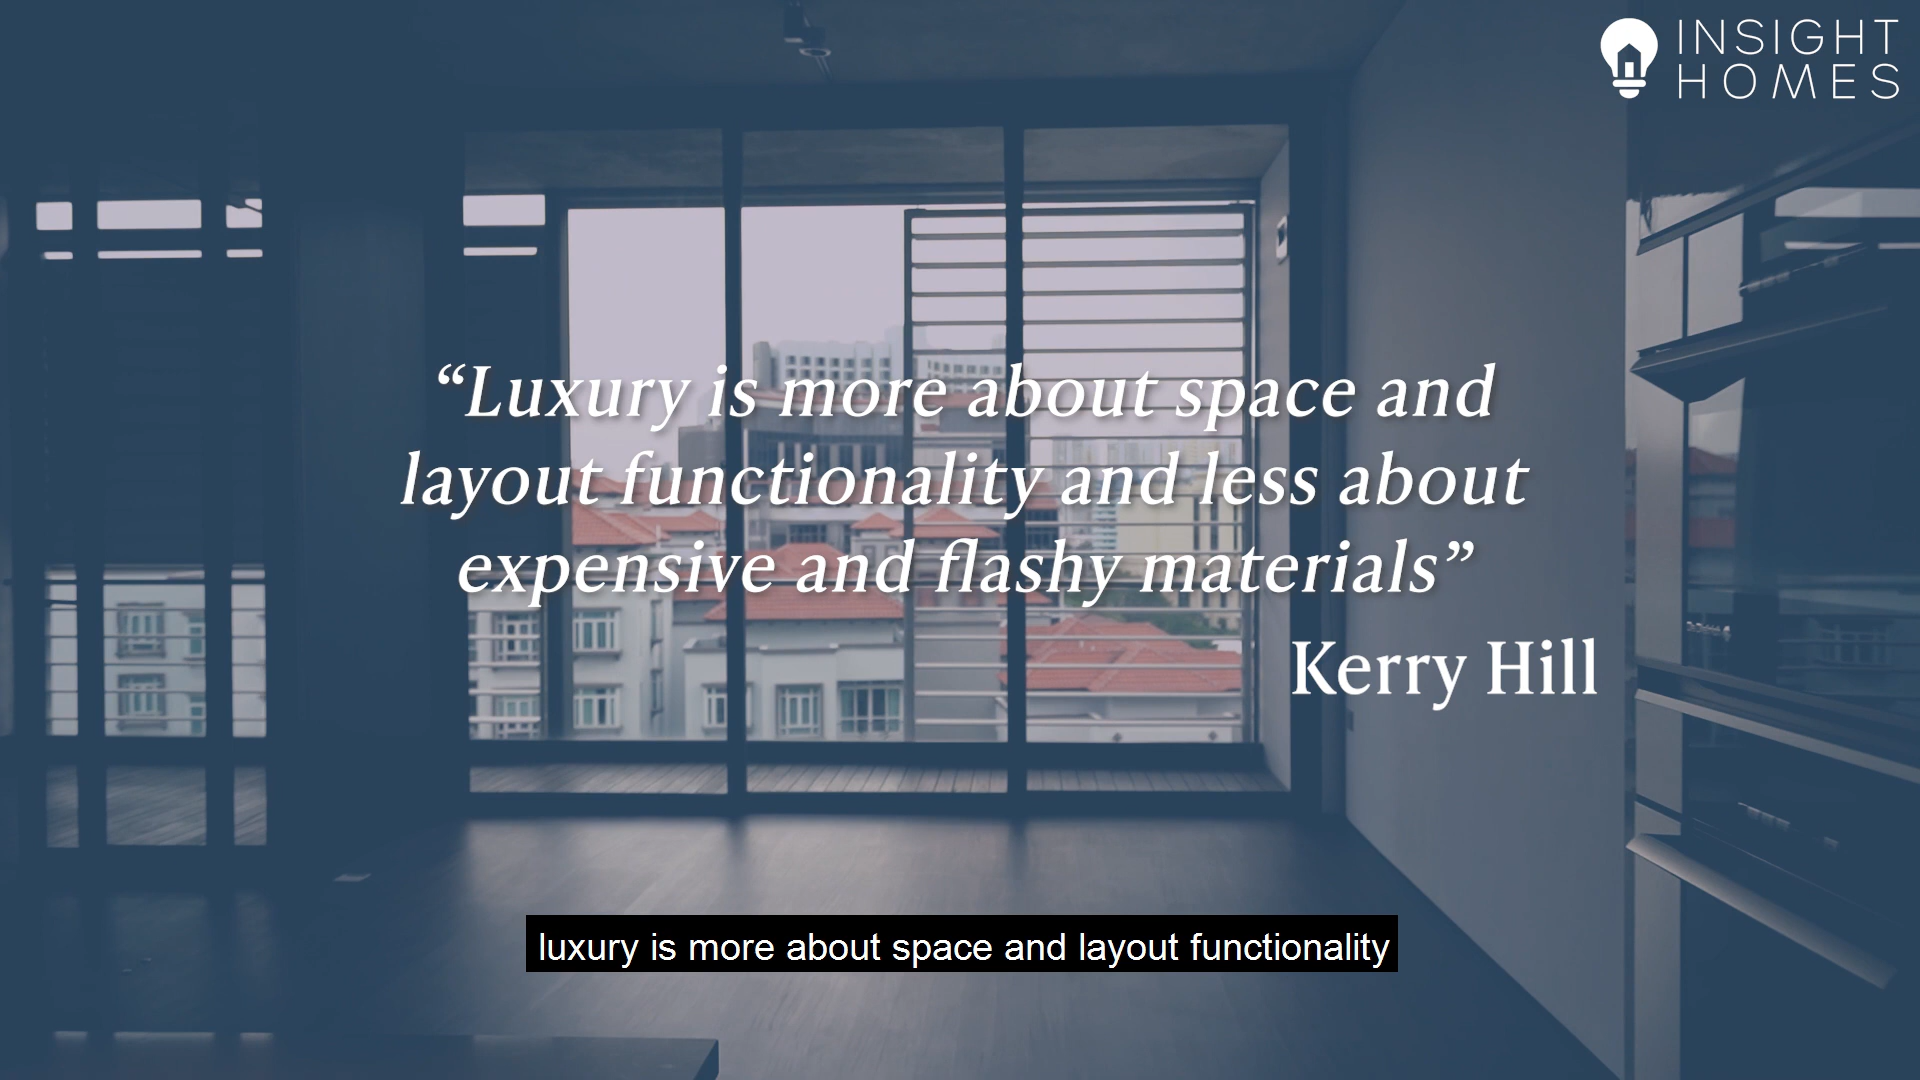 INSIGHT
HOMES
“Luxury is more about space and
layout functionality and less about
expensive and flashy materials”
Kerry Hill
luxury is more about space and layout functionality